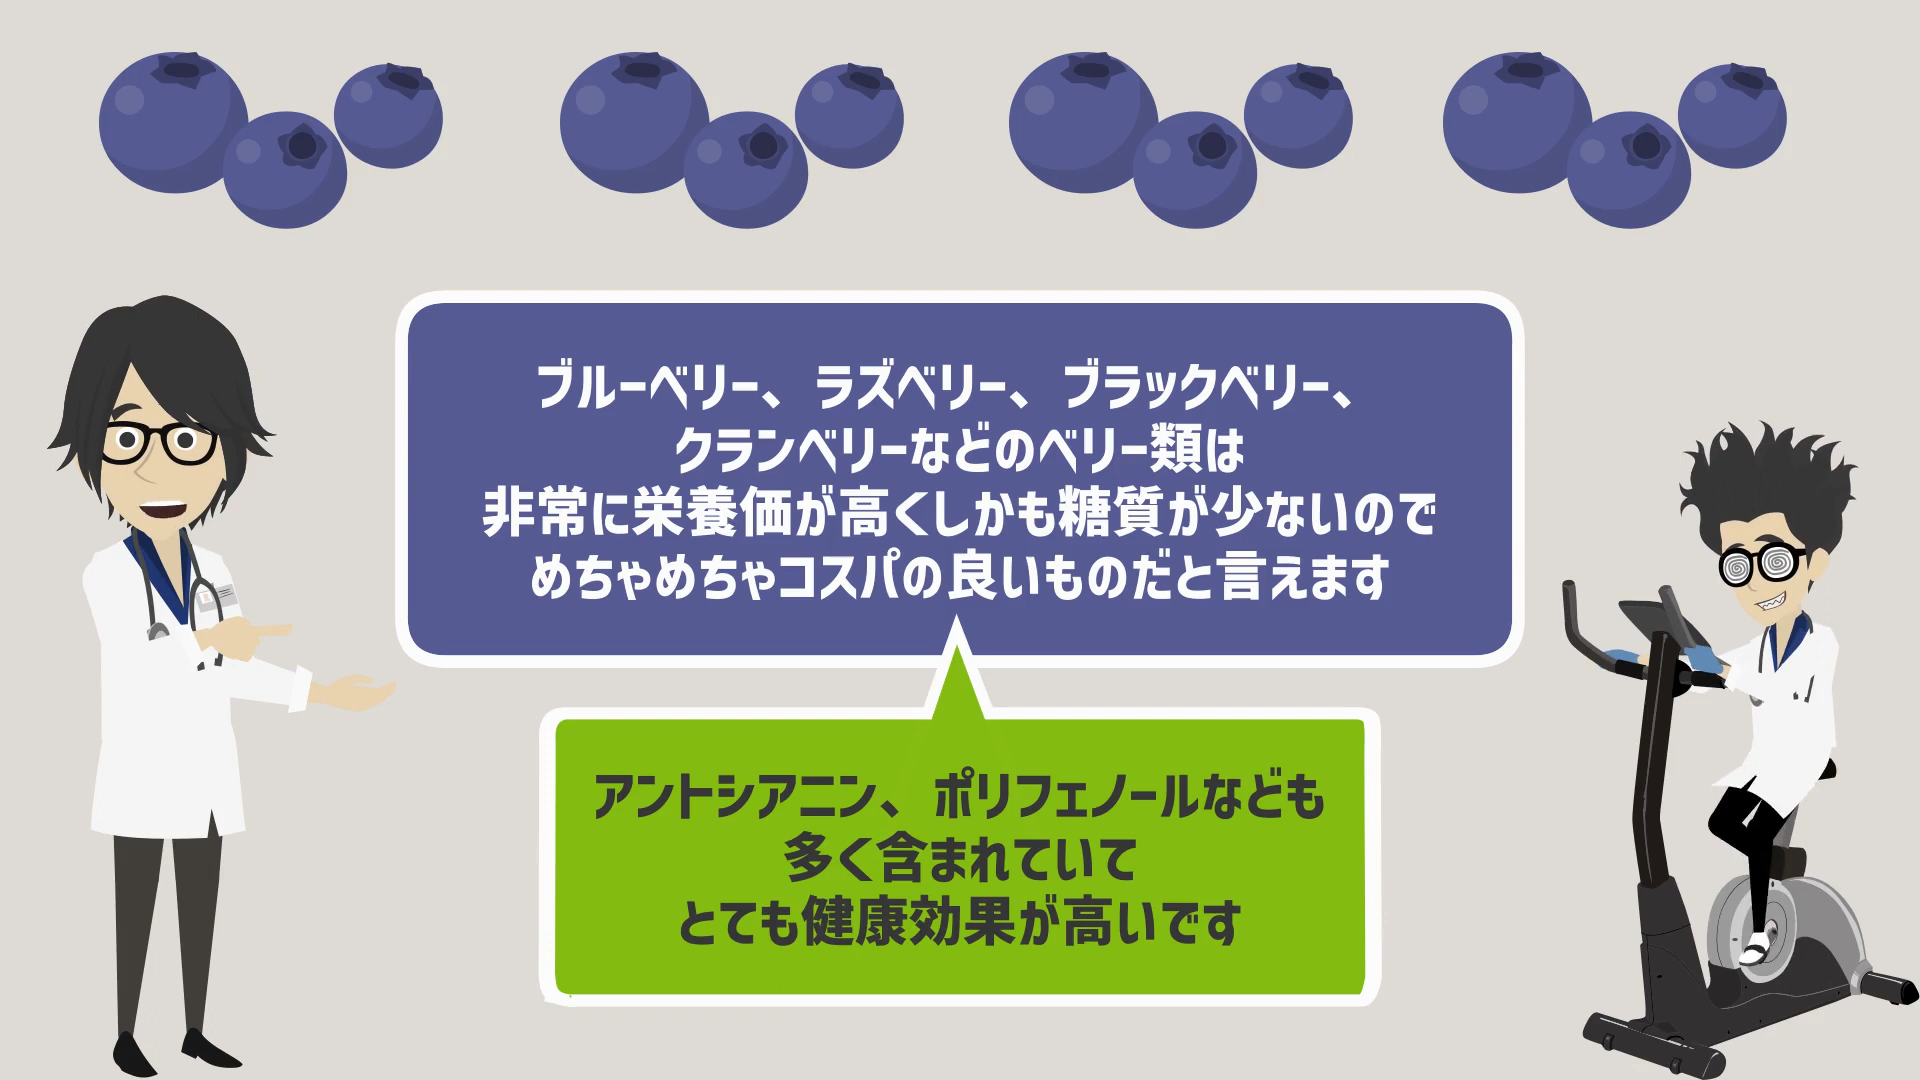 ブルーベリー、ラズベリー、ブラックベリー、
クランベリーなどのベリー類は
非常に栄養価が高くしかも糖質が少ないので
めちゃめちゃコスパの良いものだと言えます
アントシアニン、ポリフェノールなども
多く含まれていて
とても健康効果が高いです